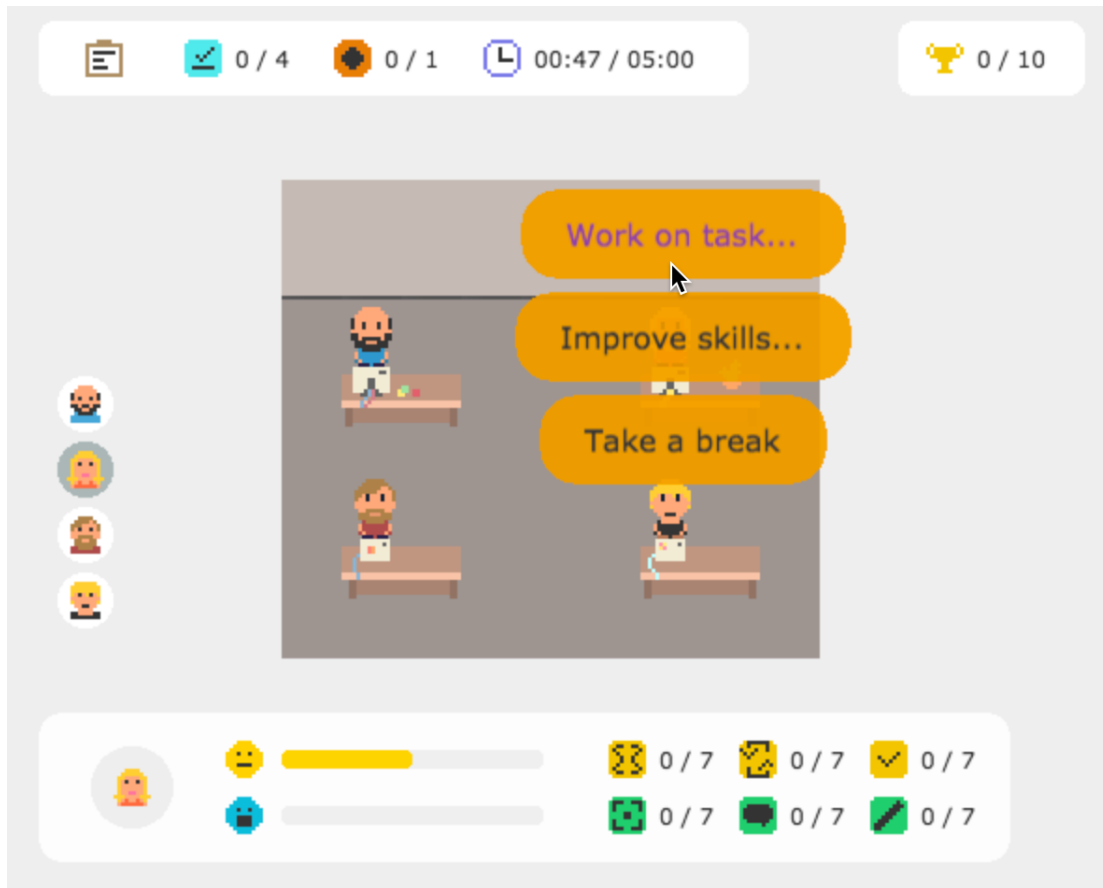 0 / 4 0 / 1 00:47 / 05:00 0 / 10
Work on task...
Improve skills...
Take a break
0 / 7 0 / 7 0 / 7
0 / 7 0 / 7 0 / 7